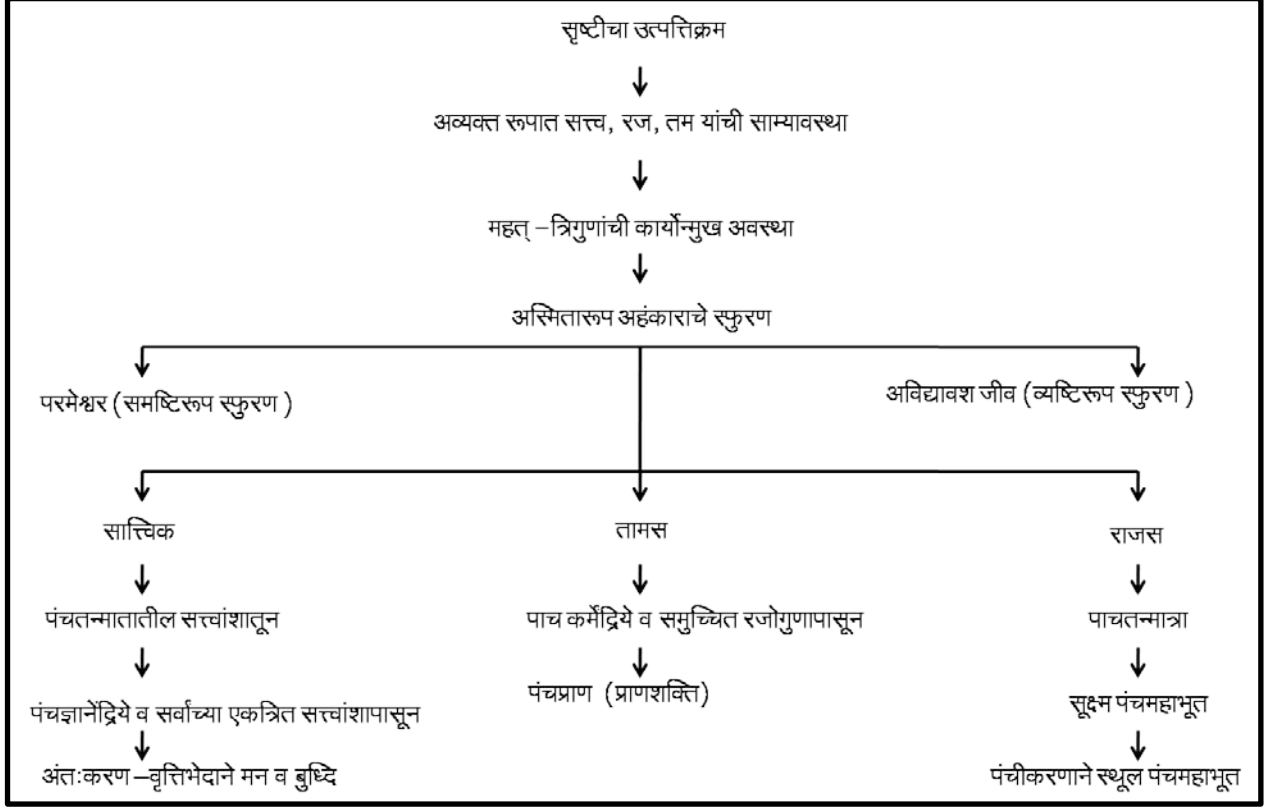 सृष्टीचा उत्पत्तिक्रम
अव्यक्त रूपात सत्त्व, रज, तम यांची साम्यावस्था
महत् –त्रिगुणांची कार्योन्मुख अवस्था
अस्मितारूप अहंकाराचे स्फुरण
परमेश्वर (समष्टिरूप स्फुरण )
अविद्यावश जीव (व्यष्टिरूप स्फुरण )
सात्त्विक
तामस
राजस
पंचतन्मातातील सत्त्वांशातून
पाच कर्मेंद्रिये व समुच्चित रजोगुणापासून
पाचतन्मात्रा
पंचज्ञानेंद्रिये व सर्वांच्या एकत्रित सत्त्वांशापासून
पंचप्राण (प्राणशक्ति)
सूक्ष्म पंचमहाभूत
अंतःकरण –वृत्तिभेदाने मन व बुध्दि
पंचीकरणाने स्थूल पंचमहाभूत